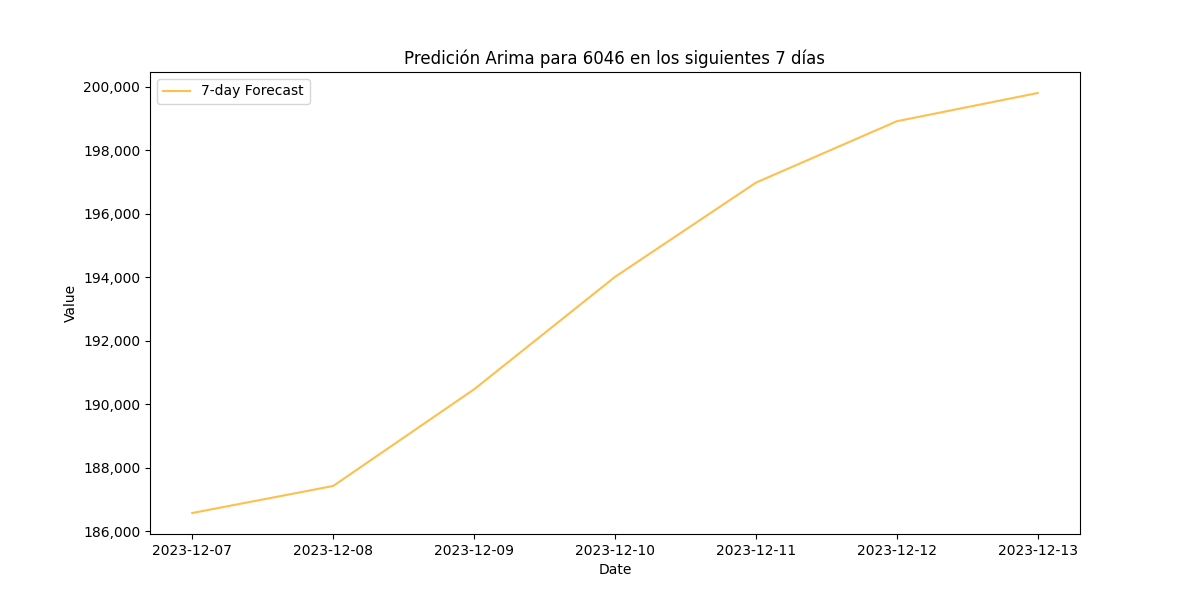 Predición Arima para 6046 en los siguientes 7 días
7-day Forecast
Value
200,000
198,000
196,000
194,000
192,000
190,000
188,000
186,000
2023-12-07 2023-12-08 2023-12-09 2023-12-10 2023-12-11 2023-12-12 2023-12-13
Date